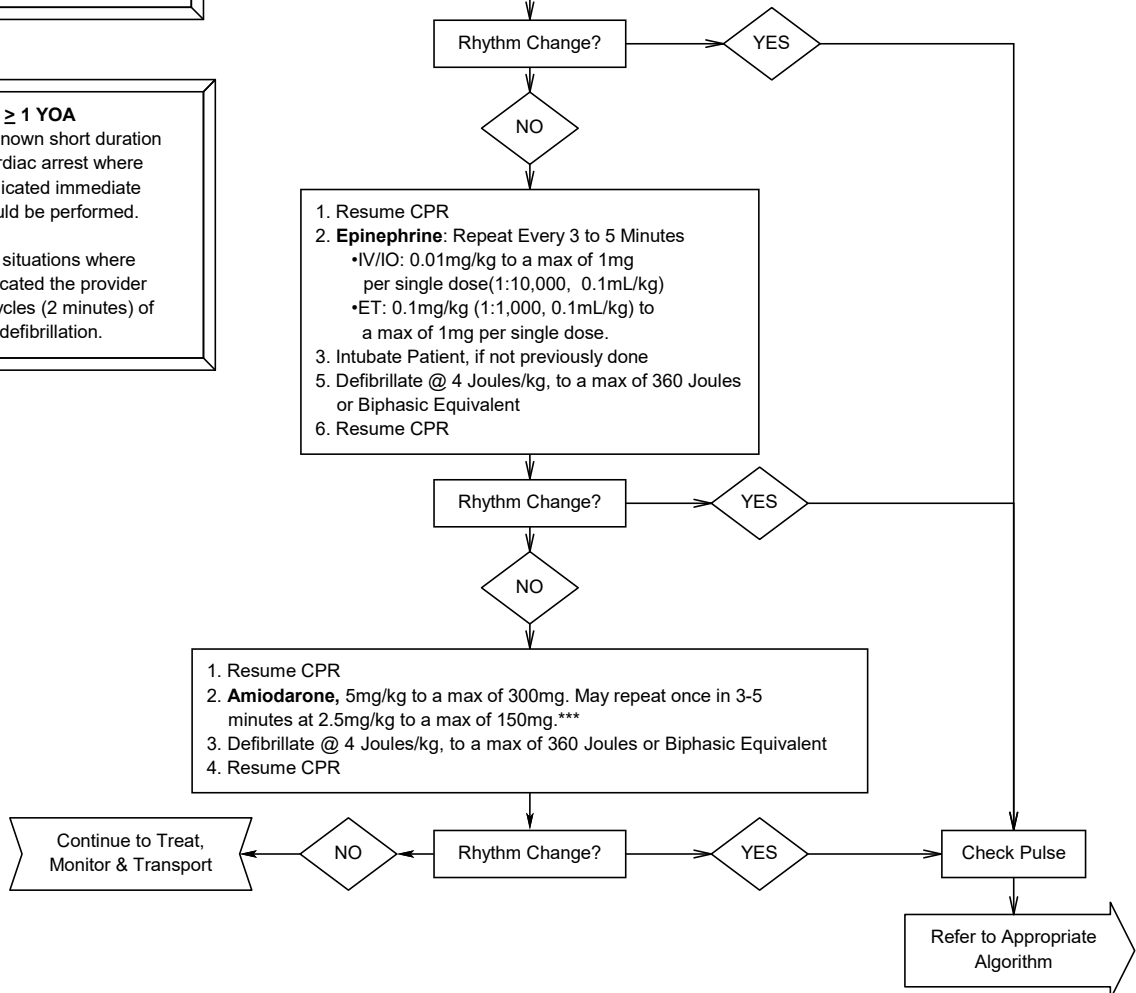 Rhythm Change?
YES
NO
≥ 1 YOA
nown short duration
rdiac arrest where
licated immediate
uld be performed.
situations where
cated the provider
ycles (2 minutes) of
defibrillation.
1. Resume CPR
2. Epinephrine: Repeat Every 3 to 5 Minutes
•IV/IO: 0.01mg/kg to a max of 1mg
per single dose(1:10,000, 0.1mL/kg)
•ET: 0.1mg/kg (1:1,000, 0.1mL/kg) to
a max of 1mg per single dose.
3. Intubate Patient, if not previously done
5. Defibrillate @ 4 Joules/kg, to a max of 360 Joules
or Biphasic Equivalent
6. Resume CPR
Rhythm Change?
YES
NO
1. Resume CPR
2. Amiodarone, 5mg/kg to a max of 300mg. May repeat once in 3-5
minutes at 2.5mg/kg to a max of 150mg.***
3. Defibrillate @ 4 Joules/kg, to a max of 360 Joules or Biphasic Equivalent
4. Resume CPR
Continue to Treat,
Monitor & Transport
NO
Rhythm Change?
YES
Check Pulse
Refer to Appropriate
Algorithm